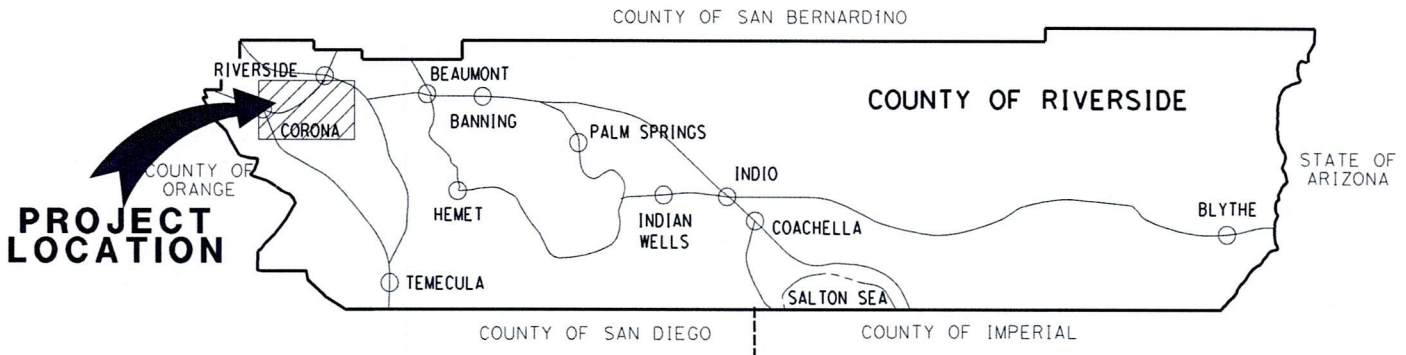 COUNTY OF SAN BERNARDINO
RIVERSIDE
BEAUMONT
COUNTY OF RIVERSIDE
BANNING
CORONA
PALM SPRINGS
COUNTY OF
ORANGE
STATE OF
ARIZONA
INDIO
PROJECT
LOCATION
HEMET
INDIAN
WELLS
COACHELLA
BLYTHE
TEMECULA
SALTON SEA
COUNTY OF SAN DIEGO
COUNTY OF IMPERIAL